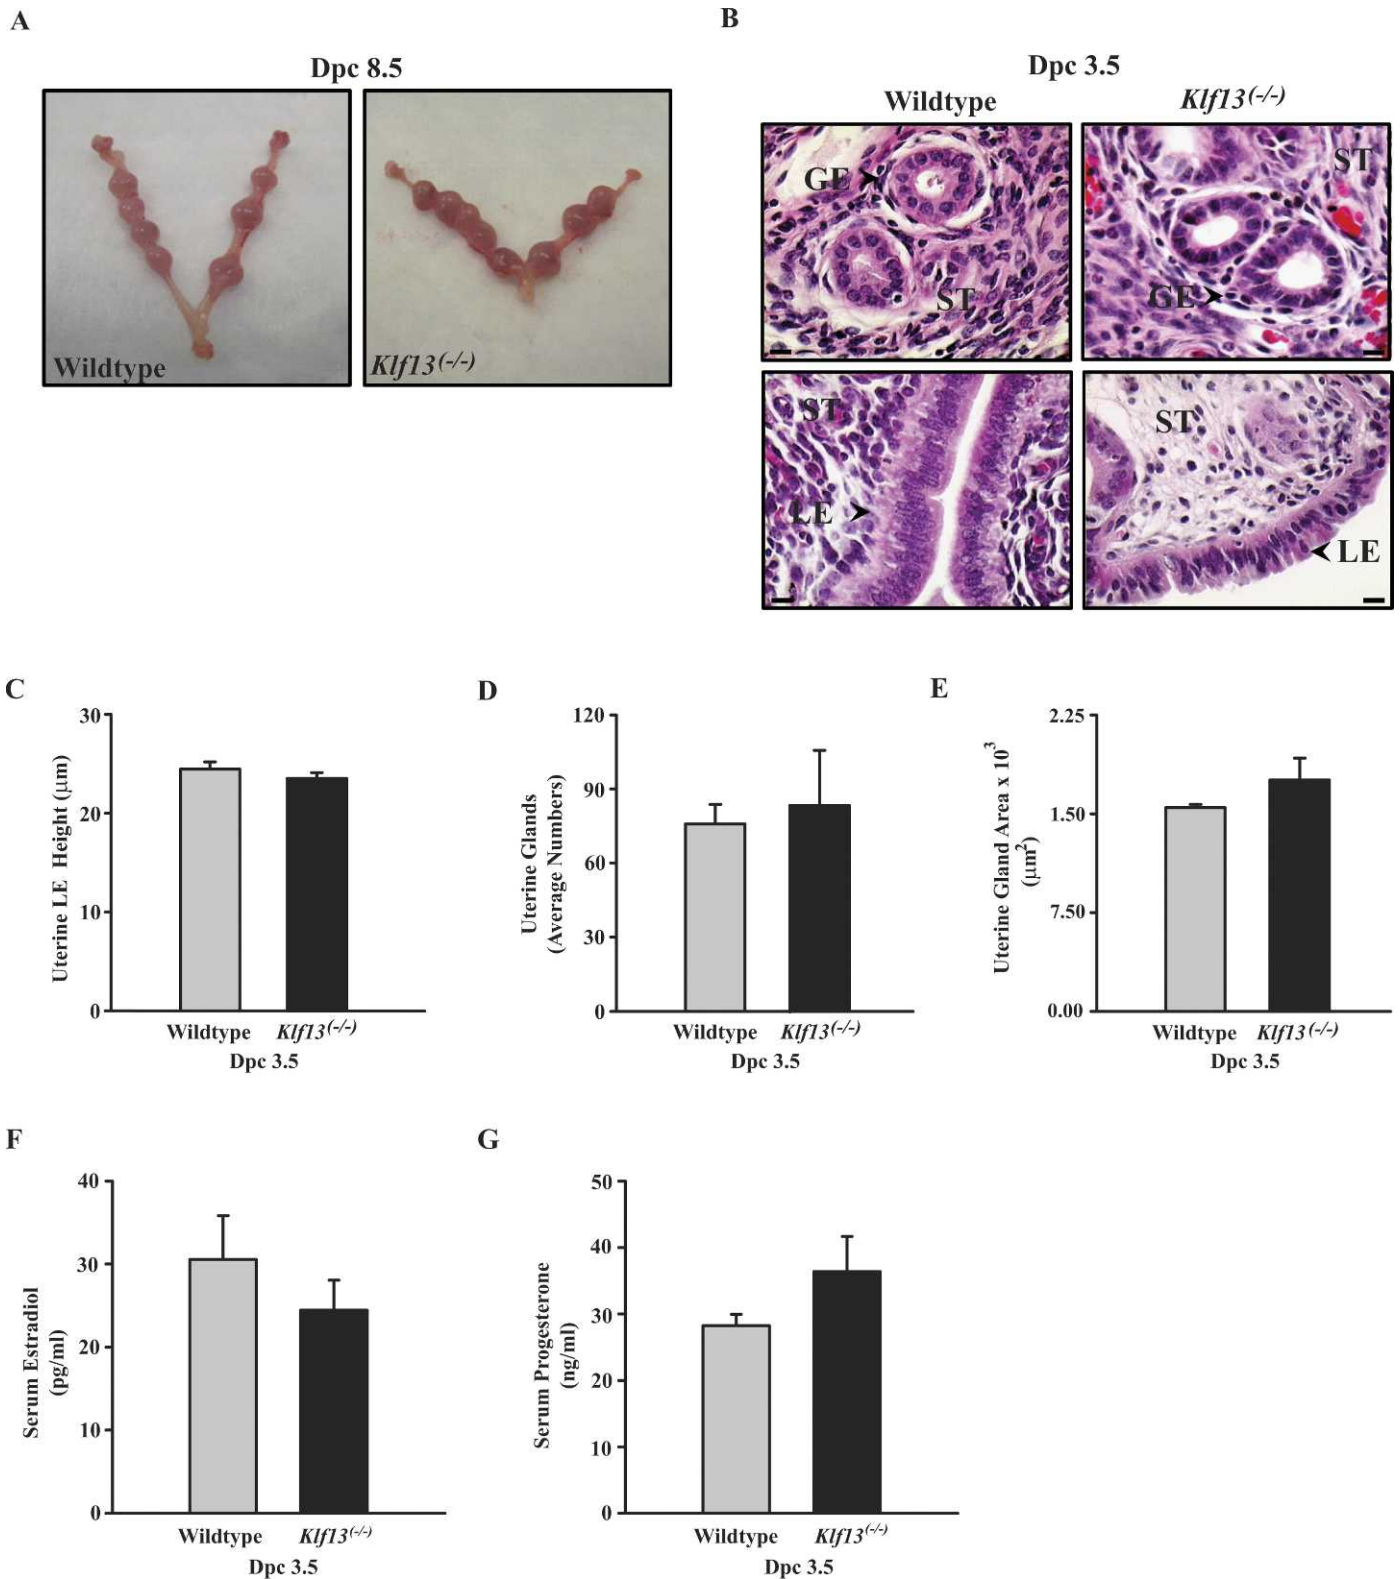 A
Dpc 8.5
Wildtype
Klf13(-/-)
B
Dpc 3.5
Wildtype
Klf13(-/-)
GE
ST
ST
GE
ST
LE
ST
LE
C
30
20
10
0
Uterine LE Height (μm)
Wildtype
Klf13(-/-)
Dpc 3.5
D
120
90
60
30
0
Uterine Glands
(Average Numbers)
Wildtype
Klf13(-/-)
Dpc 3.5
E
2.25
1.50
7.50
0.00
Uterine Gland Area x 10³
(μm²)
Wildtype
Klf13(-/-)
Dpc 3.5
F
40
30
20
10
0
Serum Estradiol
(pg/ml)
Wildtype
Klf13(-/-)
Dpc 3.5
G
50
40
30
20
10
0
Serum Progesterone
(ng/ml)
Wildtype
Klf13(-/-)
Dpc 3.5